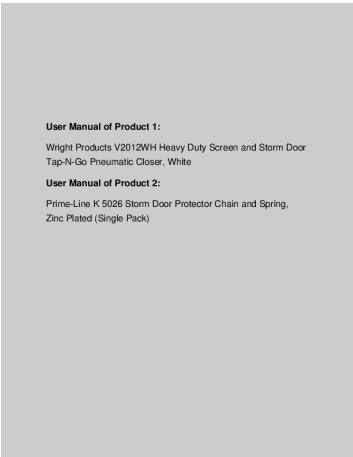 User Manual of Product 1:
Wright Products V2012WH Heavy Duty Screen and Storm Door
Tap-N-Go Pneumatic Closer, White
User Manual of Product 2:
Prime-Line K 5026 Storm Door Protector Chain and Spring,
Zinc Plated (Single Pack)